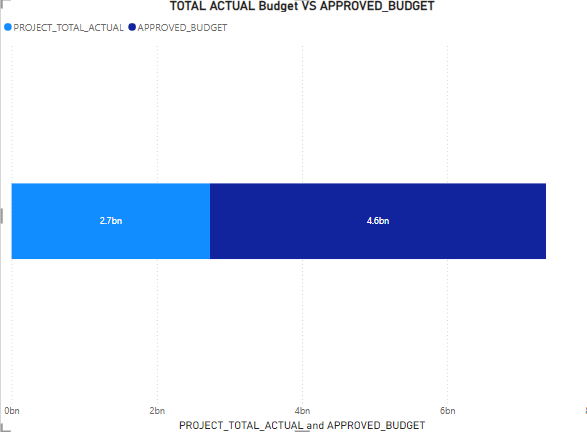 TOTAL ACTUAL Budget VS APPROVED_BUDGET
PROJECT_TOTAL_ACTUAL APPROVED_BUDGET
2.7bn 4.6bn
0bn 2bn 4bn 6bn
PROJECT_TOTAL_ACTUAL and APPROVED_BUDGET